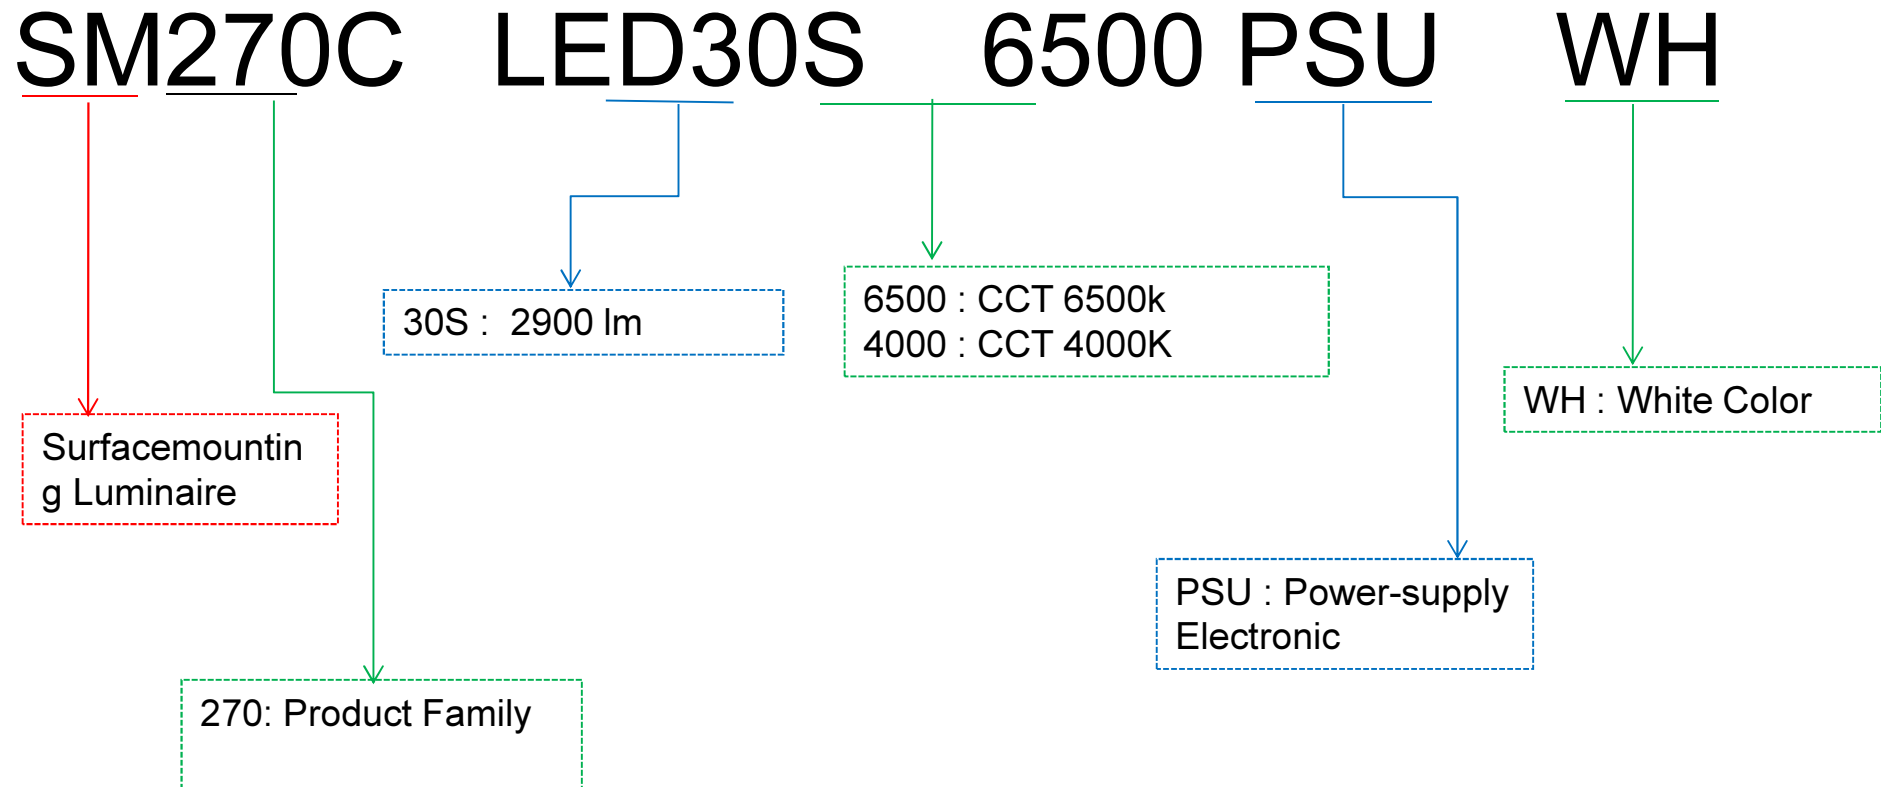 SM270C LED30S 6500 PSU WH
30S : 2900 lm
6500 : CCT 6500k
4000 : CCT 4000K
WH : White Color
Surfacemountin
g Luminaire
PSU : Power-supply
Electronic
270: Product Family